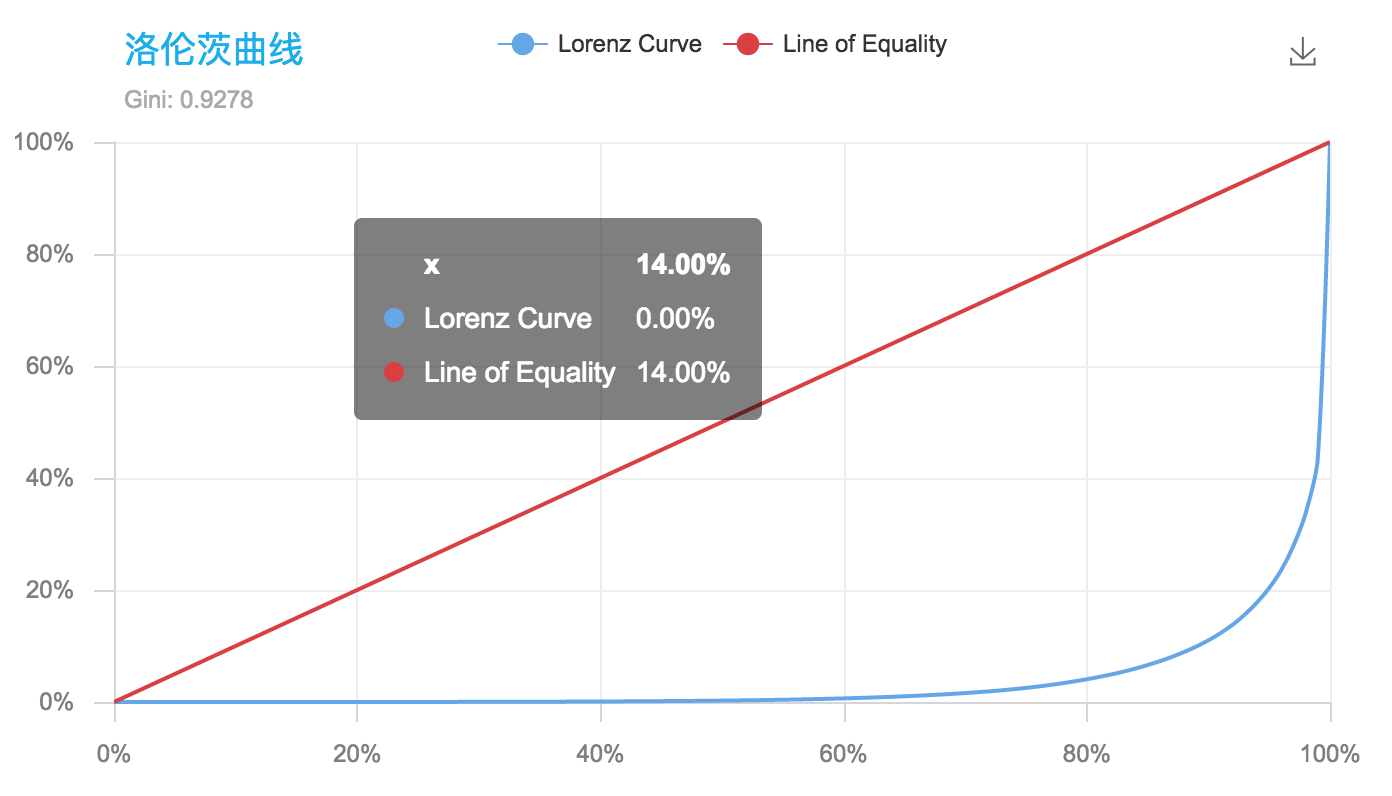 洛伦茨曲线
Lorenz Curve
Line of Equality
Gini: 0.9278
100%
80%
60%
40%
20%
0%
x 14.00%
Lorenz Curve 0.00%
Line of Equality 14.00%
0% 20% 40% 60% 80% 100%